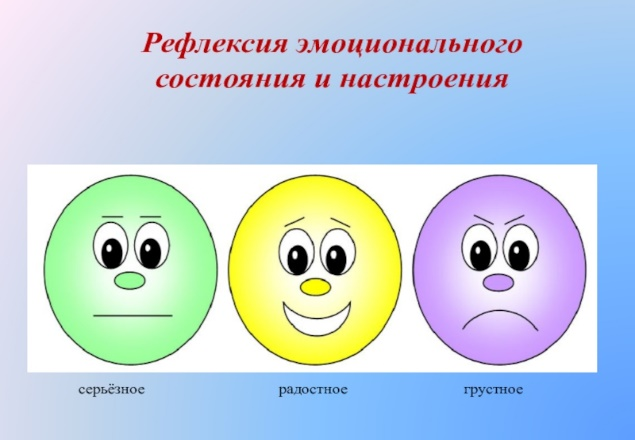 Рефлексия эмоционального
состояния и настроения
серьёзное радостное грустное